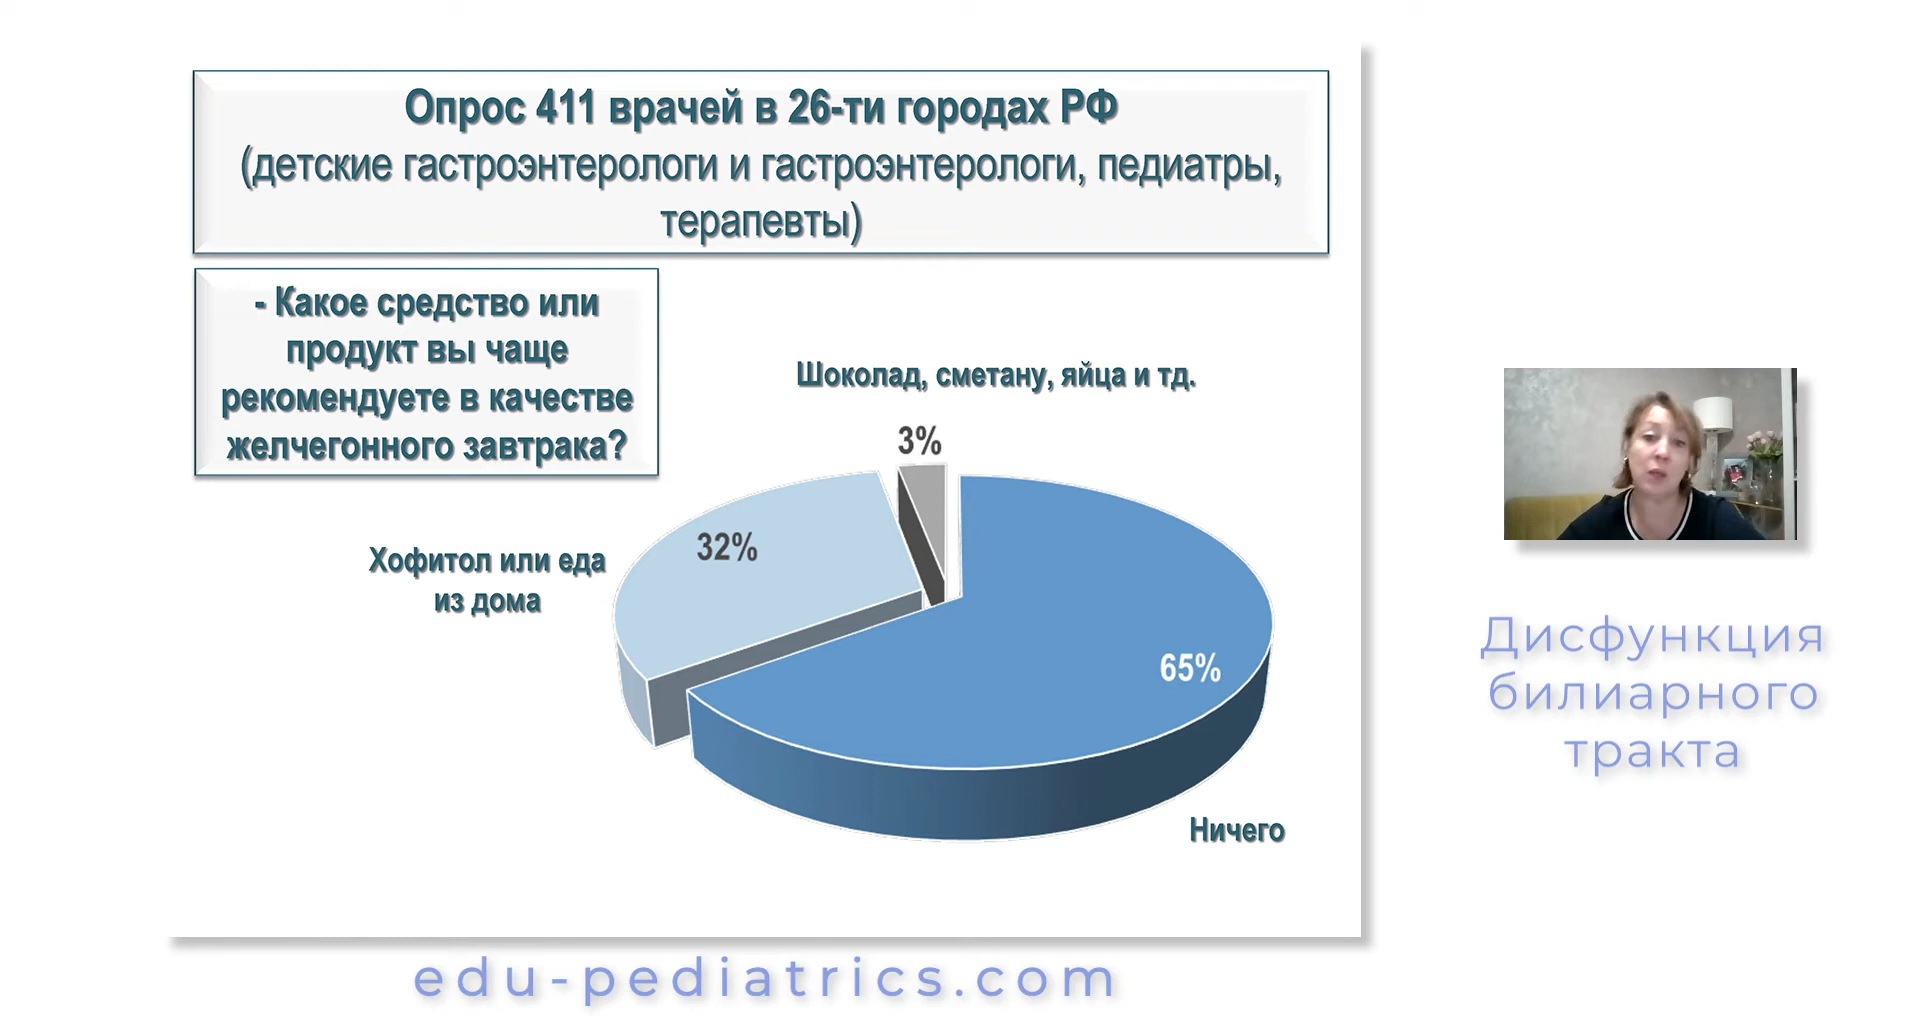 Опрос 411 врачей в 26-ти городах РФ
(детские гастроэнтерологи и гастроэнтерологи, педиатры,
терапевты)
- Какое средство или
продукт вы чаще
рекомендуете в качестве
желчегонного завтрака?
Шоколад, сметану, яйца и тд.
3%
32%
Хофитол или еда
из дома
65%
Ничего
Дисфункция
билиарного
тракта
edu-pediatrics.com